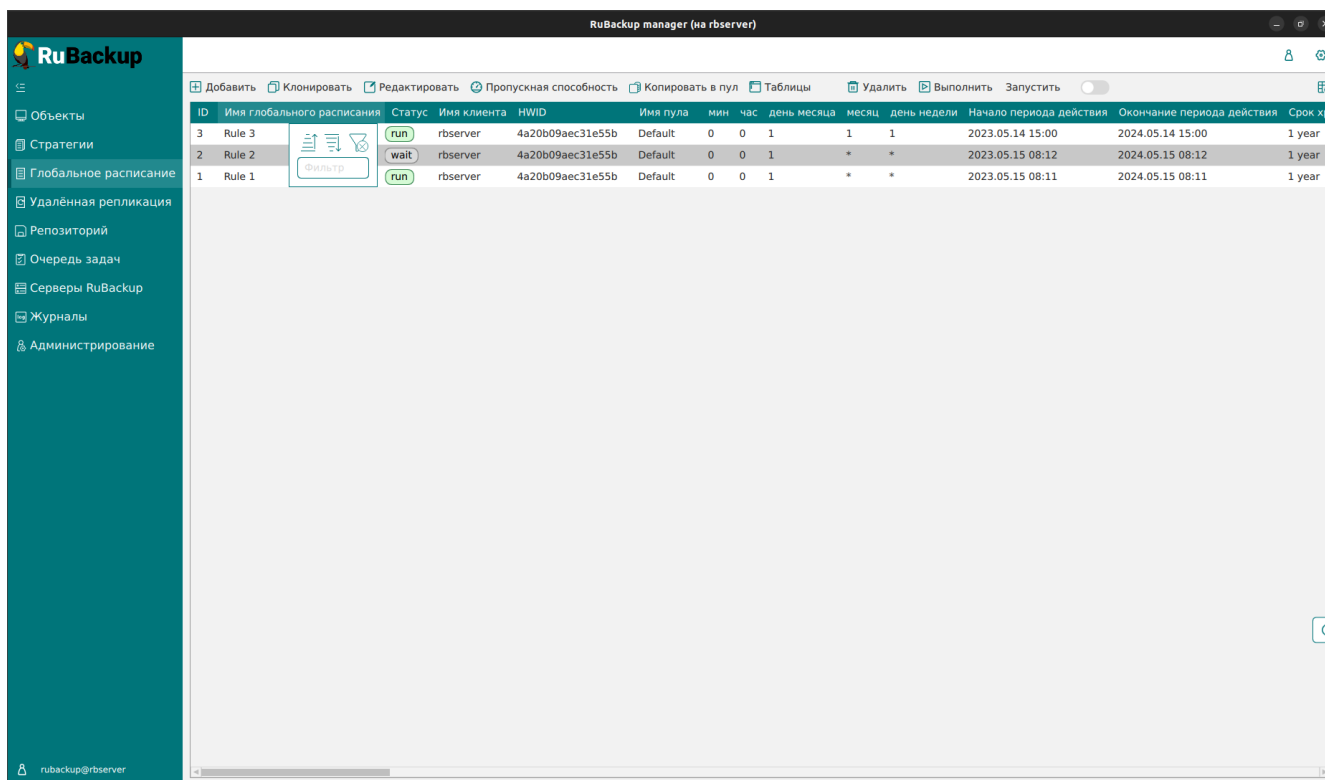 RuBackup manager (на rbserver)
RuBackup
Добавить Клонировать Редактировать Пропускная способность Копировать в пул Таблицы Удалить Выполнить Запустить
Объекты
Стратегии
Глобальное расписание
Удалённая репликация
Репозиторий
Очередь задач
Серверы RuBackup
Журналы
Администрирование
ID Имя глобального расписания Статус Имя клиента HWID Имя пула мин час день месяца месяц день недели Начало периода действия Окончание периода действия Срок х
3 Rule 3 run rbserver 4a20b09aec31e55b Default 0 0 1 1 1 2023.05.14 15:00 2024.05.14 15:00 1 year
2 Rule 2 wait rbserver 4a20b09aec31e55b Default 0 0 1 * * 2023.05.15 08:12 2024.05.15 08:12 1 year
Фильтр
1 Rule 1 run rbserver 4a20b09aec31e55b Default 0 0 1 * * 2023.05.15 08:11 2024.05.15 08:11 1 year
rubackup@rbserver